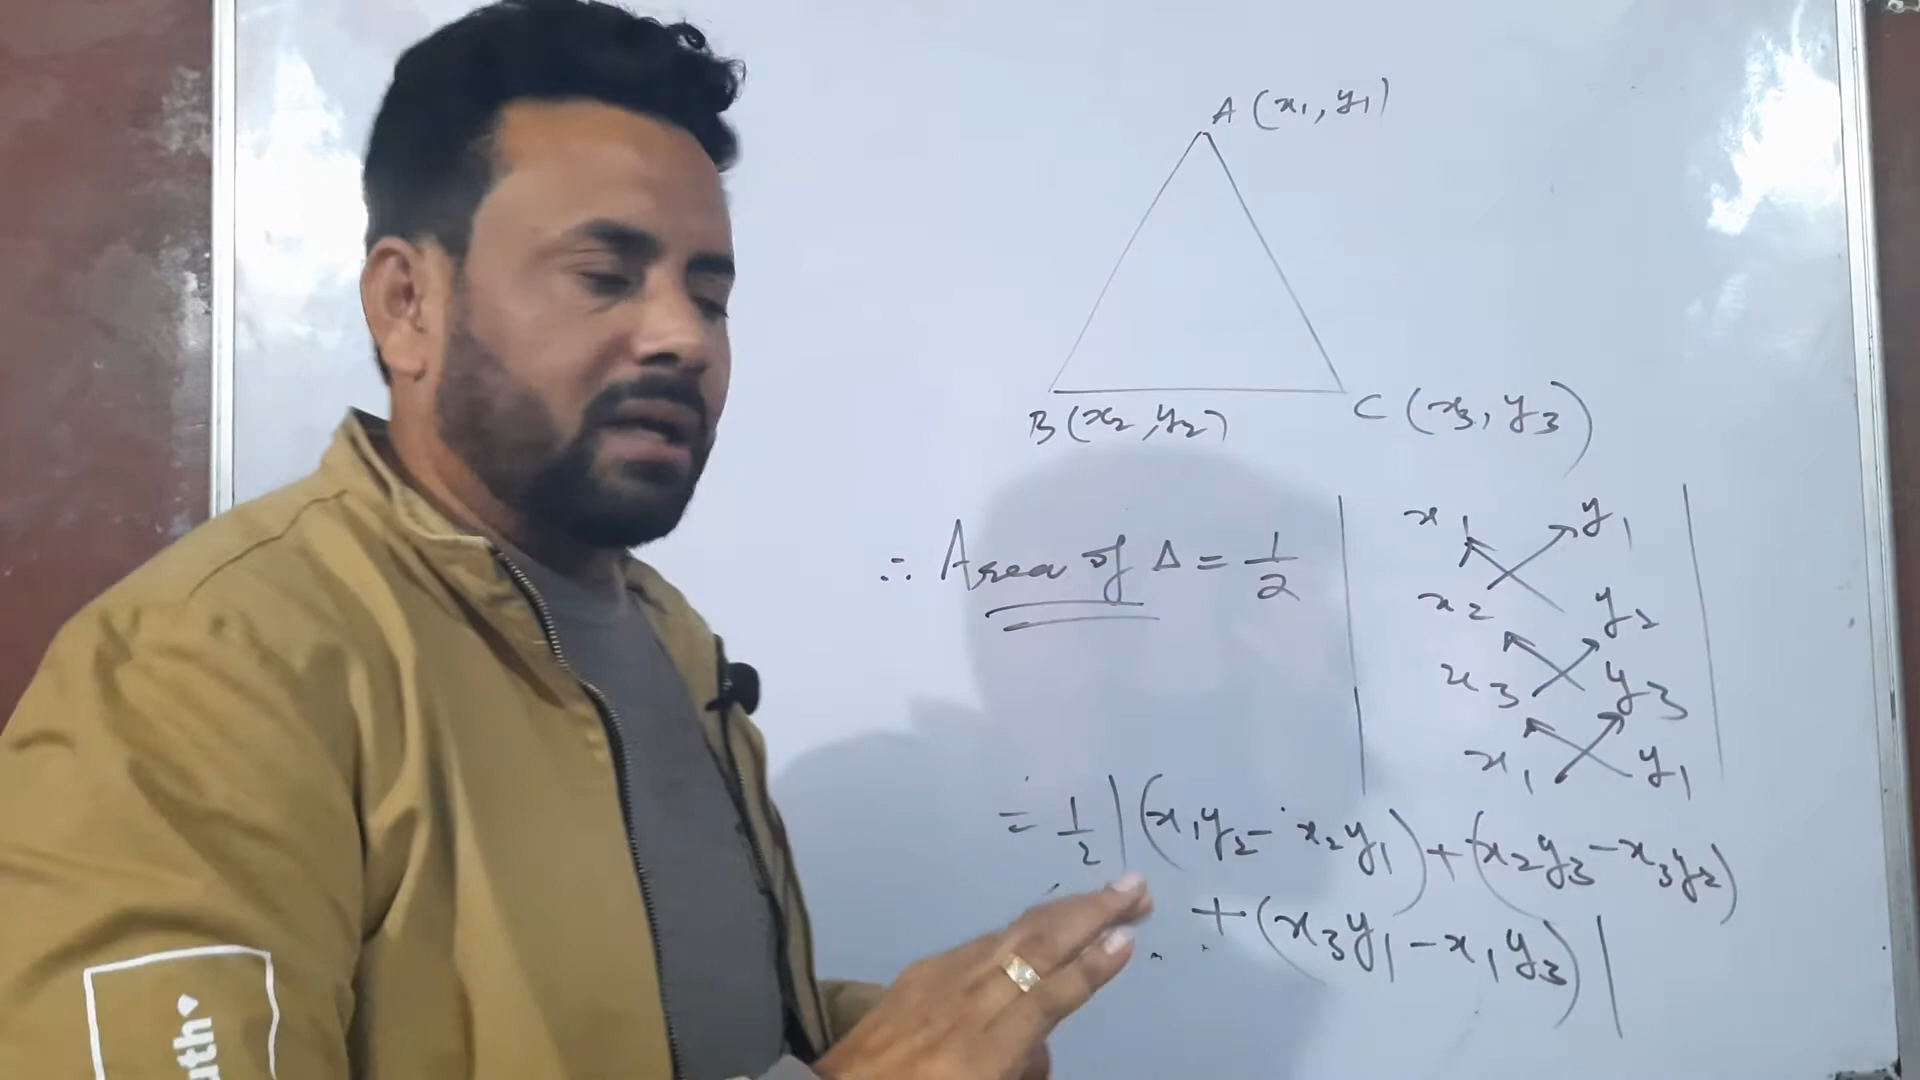 A (x₁, y₁)
B (x₂, y₂)
C (x₃, y₃)
∴ Area of Δ = 1/2 | x₁ y₁
x₂ y₂
x₃ y₃
x₁ y₁ |
= 1/2 | (x₁y₂ - x₂y₁) + (x₂y₃ - x₃y₂)
+ (x₃y₁ - x₁y₃) |
uth